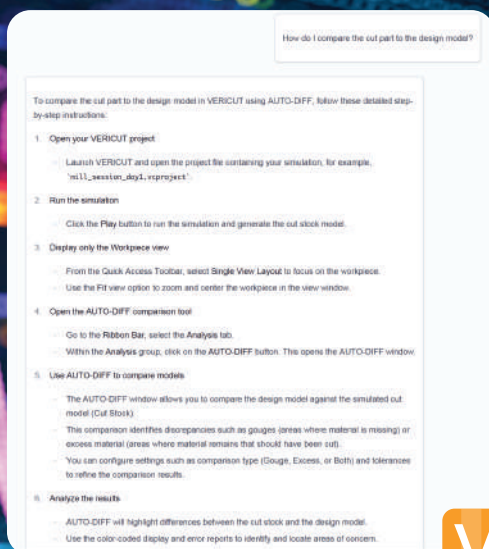 How do I compare the cut part to the design model?
To compare the cut part to the design model in VERICUT using AUTO-DIFF, follow these detailed step-
by-step instructions:
1. Open your VERICUT project
- Launch VERICUT and open the project file containing your simulation, for example,
'mill_session_day1.vcproject'.
2. Run the simulation
- Click the Play button to run the simulation and generate the cut stock model.
3. Display only the Workpiece view
- From the Quick Access Toolbar, select Single View Layout to focus on the workpiece.
- Use the Fit view option to zoom and center the workpiece in the view window.
4. Open the AUTO-DIFF comparison tool
- Go to the Ribbon Bar, select the Analysis tab.
- Within the Analysis group, click on the AUTO-DIFF button. This opens the AUTO-DIFF window.
5. Use AUTO-DIFF to compare models
- The AUTO-DIFF window allows you to compare the design model against the simulated cut
model (Cut Stock).
- This comparison identifies discrepancies such as gouges (areas where material is missing) or
excess material (areas where material remains that should have been cut).
- You can configure settings such as comparison type (Gouge, Excess, or Both) and tolerances
to refine the comparison results.
6. Analyze the results
- AUTO-DIFF will highlight differences between the cut stock and the design model.
- Use the color-coded display and error reports to identify and locate areas of concern.
V